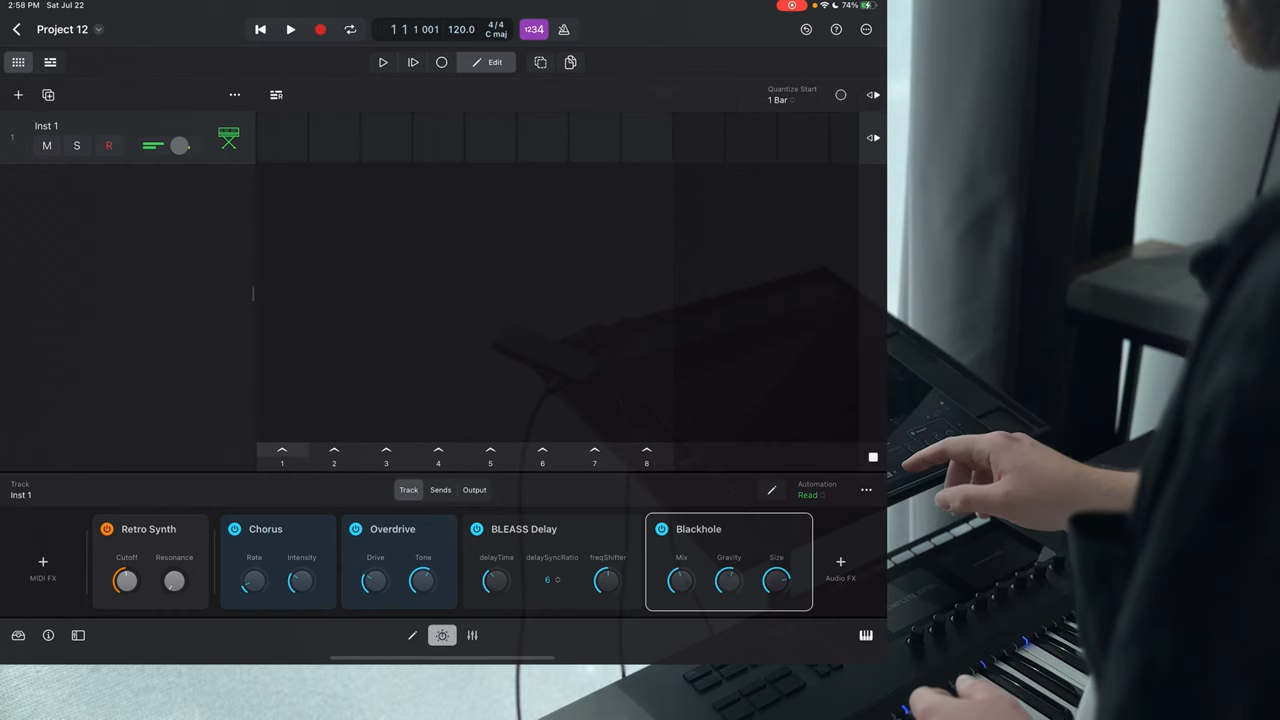 2:58 PM Sat Jul 22
74%
Project 12
1 1 1 001 120.0 4/4 C maj
1234
Edit
Quantize Start
1 Bar
1
Inst 1
M S R
1 2 3 4 5 6 7 8
Track
Inst 1
Track Sends Output
Automation
Read
MIDI FX
Retro Synth
Cutoff Resonance
Chorus
Rate Intensity
Overdrive
Drive Tone
BLEASS Delay
delayTime delaySyncRatio freqShifter
6
Blackhole
Mix Gravity Size
Audio FX